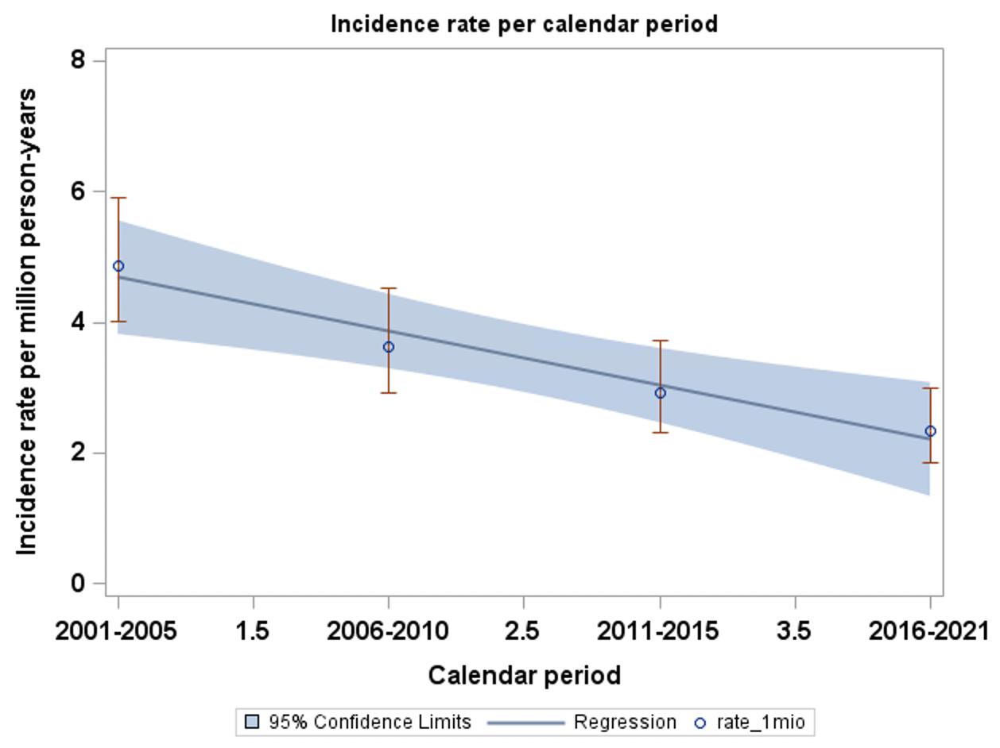 Incidence rate per calendar period
Incidence rate per million person-years
8
6
4
2
0
2001-2005 1.5 2006-2010 2.5 2011-2015 3.5 2016-2021
Calendar period
95% Confidence Limits Regression rate_1mio